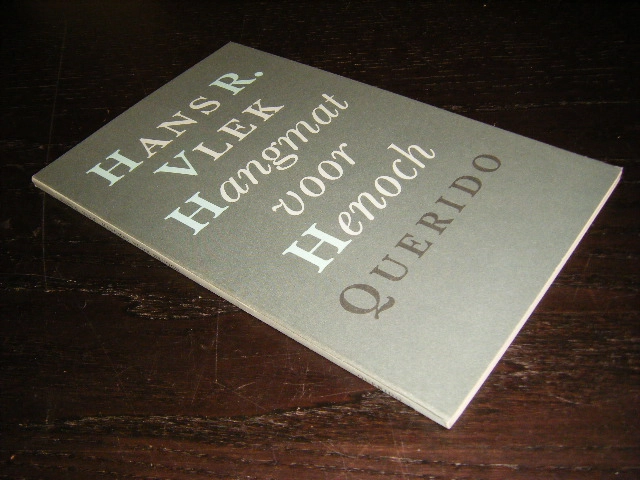 HANS R.
VLEK
Hangmat
voor
Henoch
QUERIDO